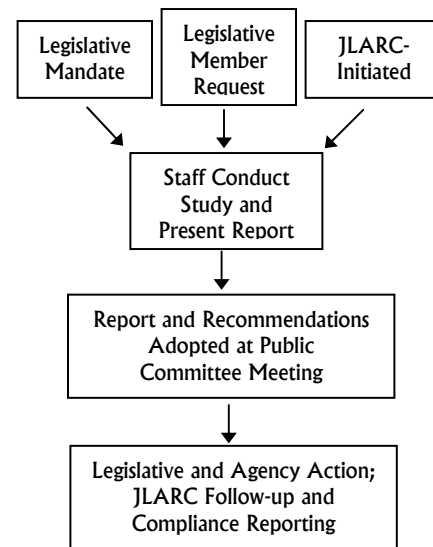 Legislative
Mandate
Legislative
Member
Request
JLARC-
Initiated
Staff Conduct
Study and
Present Report
Report and Recommendations
Adopted at Public
Committee Meeting
Legislative and Agency Action;
JLARC Follow-up and
Compliance Reporting